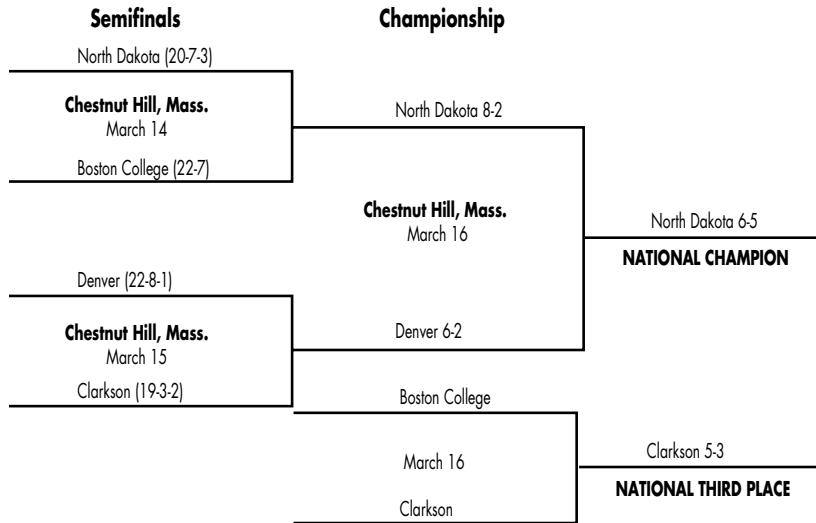 Semifinals
Championship
North Dakota (20-7-3)
Chestnut Hill, Mass.
March 14
Boston College (22-7)
North Dakota 8-2
Chestnut Hill, Mass.
March 16
North Dakota 6-5
NATIONAL CHAMPION
Denver (22-8-1)
Chestnut Hill, Mass.
March 15
Clarkson (19-3-2)
Denver 6-2
Boston College
March 16
Clarkson
Clarkson 5-3
NATIONAL THIRD PLACE